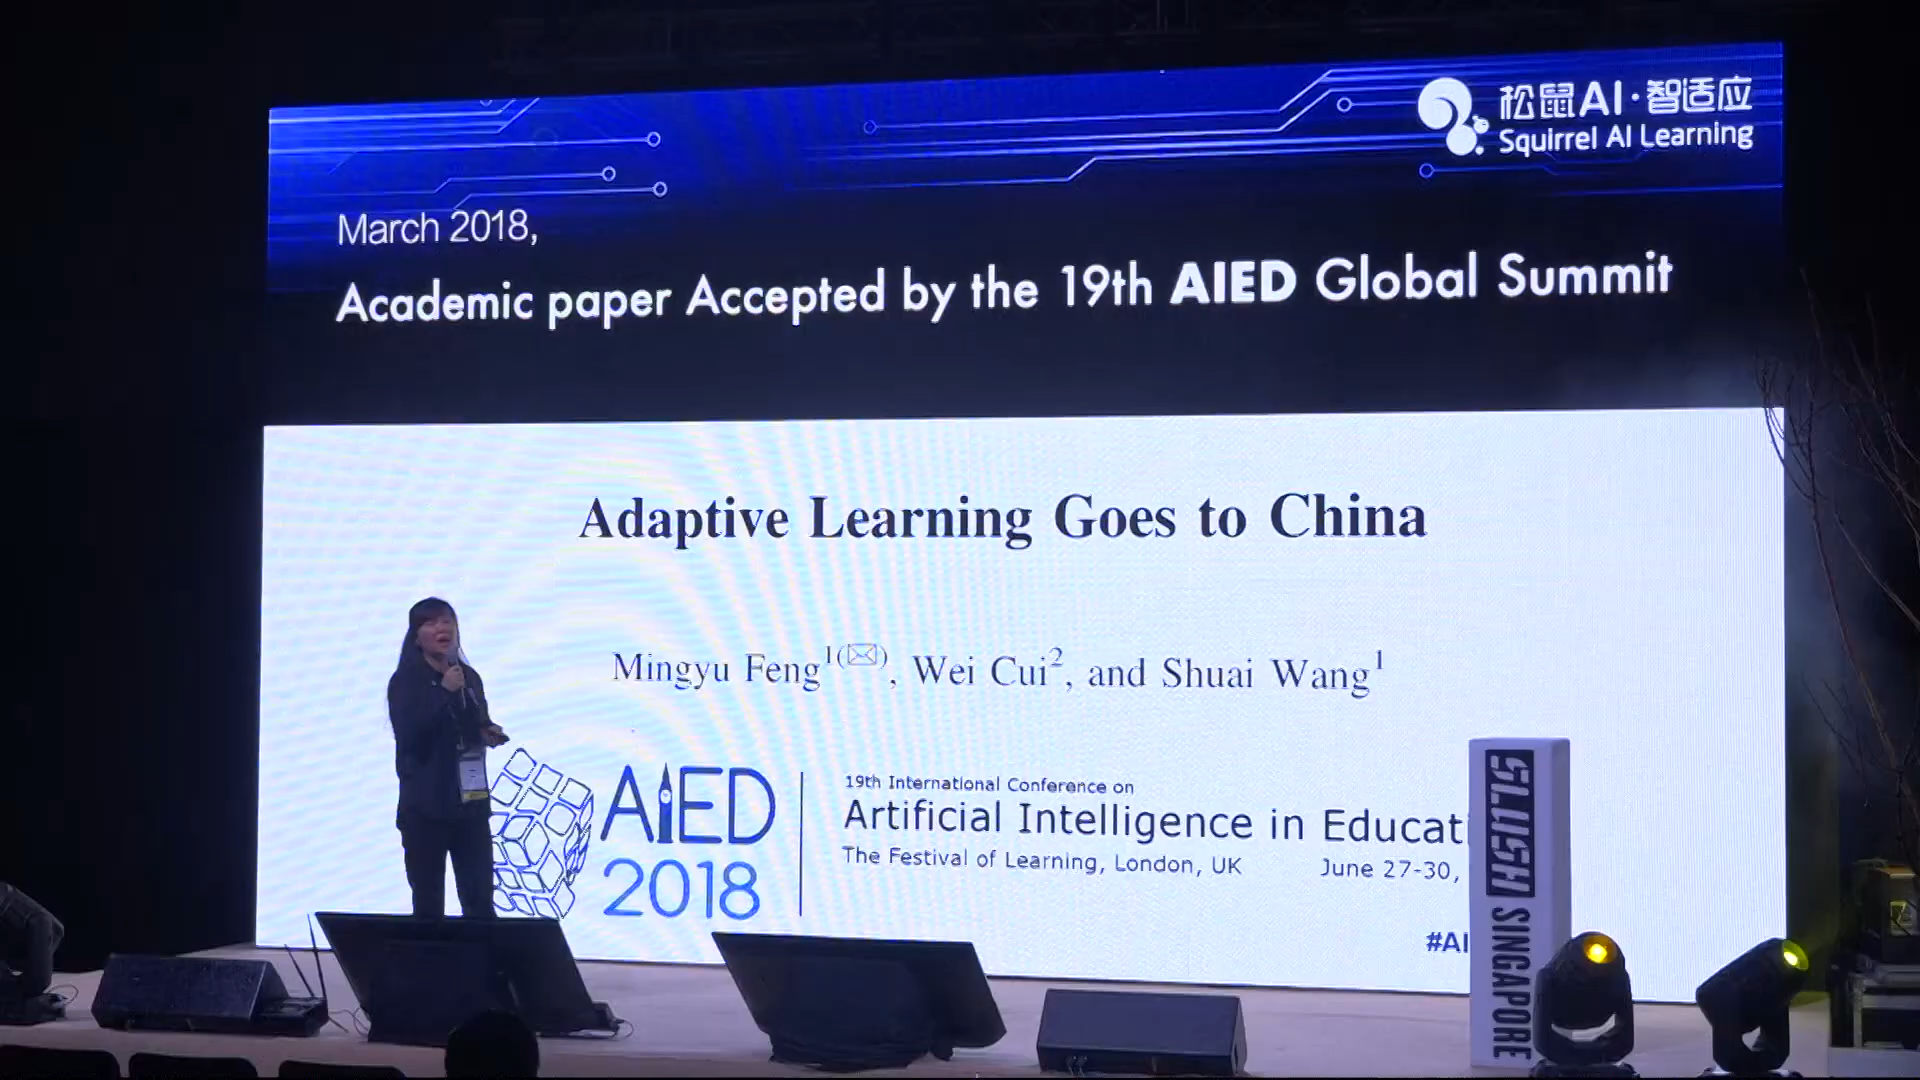 松鼠AI·智适应
Squirrel AI Learning
March 2018,
Academic paper Accepted by the 19th AIED Global Summit
Adaptive Learning Goes to China
Mingyu Feng1(✉), Wei Cui2, and Shuai Wang1
AIED
2018
19th International Conference on
Artificial Intelligence in Educati
The Festival of Learning, London, UK June 27-30,
#AI
SLUSH SINGAPORE